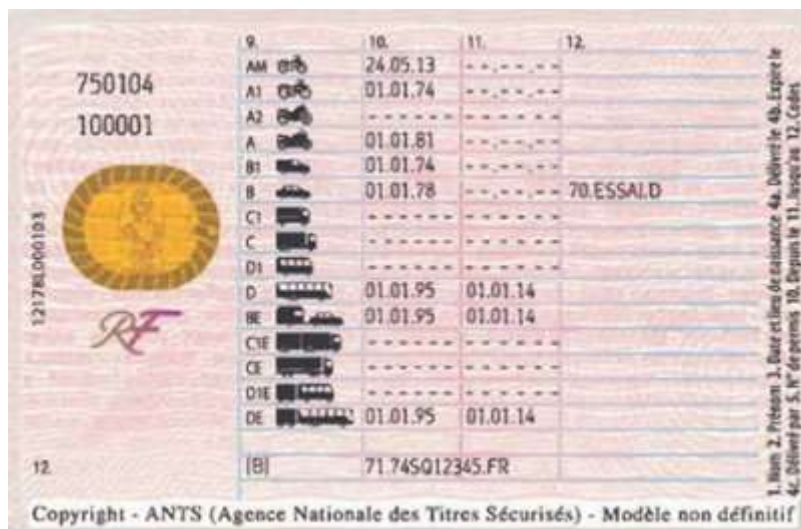 9. 10. 11. 12.
AM 24.05.13 --.--.--
750104
A1 01.01.74 --.--.--
A2 ------ ------
100001
A 01.01.81 --.--.--
B1 01.01.74 --.--.--
B 01.01.78 --.--.-- 70.ESSAI.D
C1 ------ ------
C ------ ------
D1 ------ ------
D 01.01.95 01.01.14
BE 01.01.95 01.01.14
C1E ------ ------
CE ------ ------
D1E ------ ------
DE 01.01.95 01.01.14
RF
12178L000103
12. (B) 71.74SQ12345.FR
1. Nom 2. Prénom 3. Date et lieu de naissance 4a. Délivré le 4b. Expire le
4c. Délivré par 5. N° de permis 10. Depuis le 11. Jusqu'au 12. Codes
Copyright - ANTS (Agence Nationale des Titres Sécurisés) - Modèle non définitif